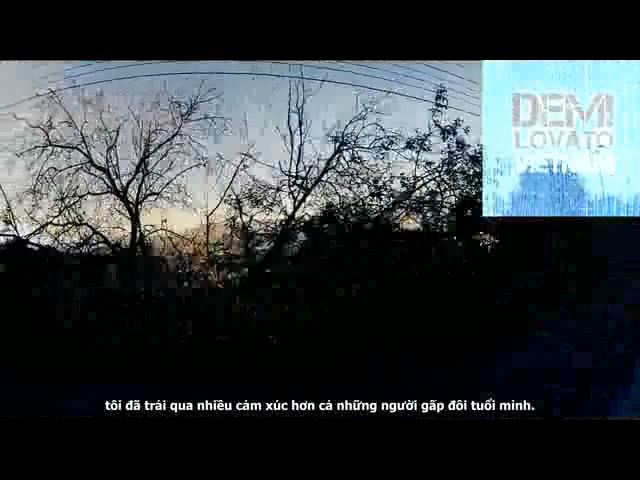 DEMI
LOVATO
tôi đã trải qua nhiều cảm xúc hơn cả những người gấp đôi tuổi mình.